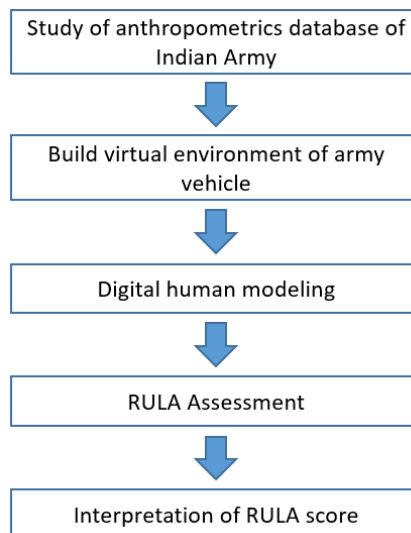 Study of anthropometrics database of
Indian Army
Build virtual environment of army
vehicle
Digital human modeling
RULA Assessment
Interpretation of RULA score